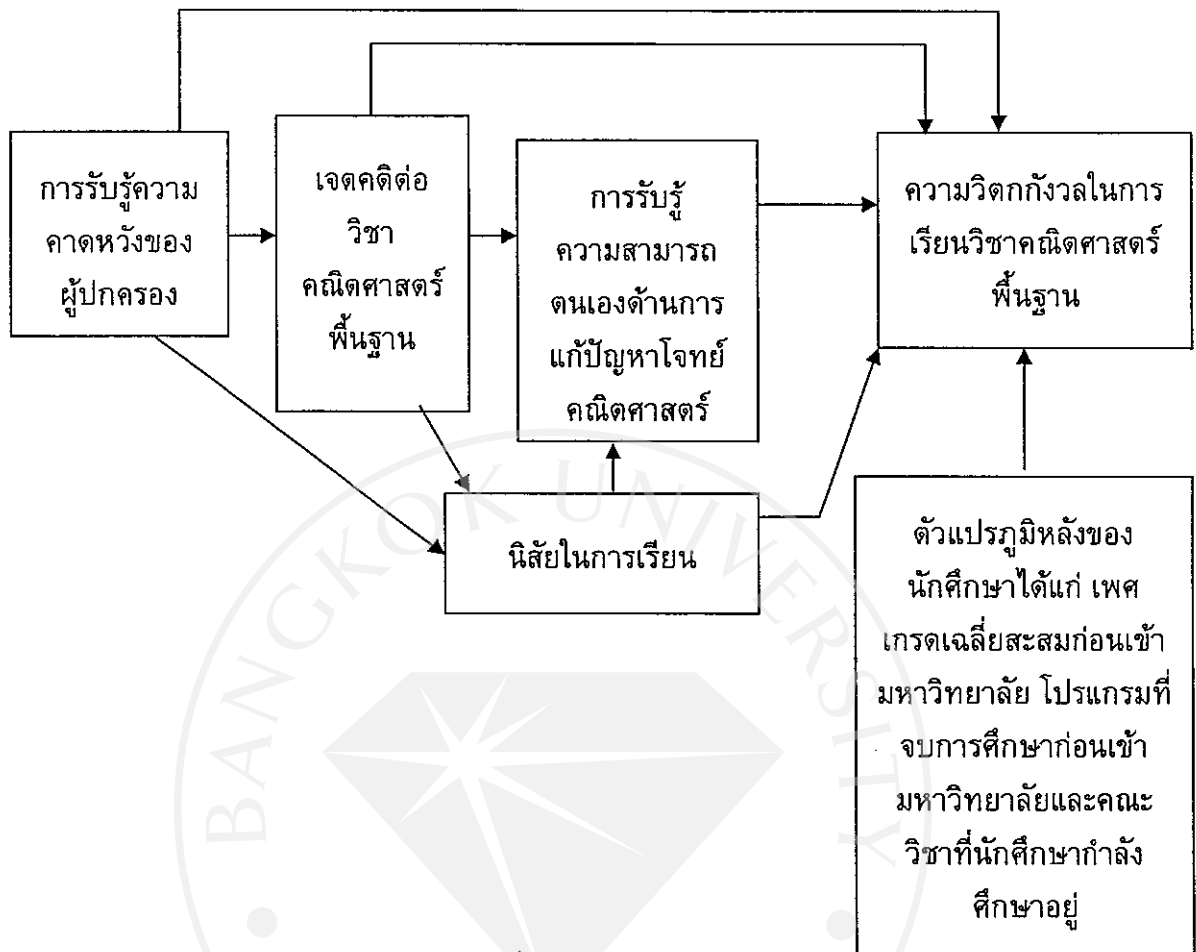 การรับรู้ความ
คาดหวังของ
ผู้ปกครอง
เจตคติต่อ
วิชา
คณิตศาสตร์
พื้นฐาน
การรับรู้
ความสามารถ
ตนเองด้านการ
แก้ปัญหาโจทย์
คณิตศาสตร์
ความวิตกกังวลในการ
เรียนวิชาคณิตศาสตร์
พื้นฐาน
นิสัยในการเรียน
ตัวแปรภูมิหลังของ
นักศึกษาได้แก่ เพศ
เกรดเฉลี่ยสะสมก่อนเข้า
มหาวิทยาลัย โปรแกรมที่
จบการศึกษาก่อนเข้า
มหาวิทยาลัยและคณะ
วิชาที่นักศึกษากำลัง
ศึกษาอยู่
BANGKOK UNIVERSITY